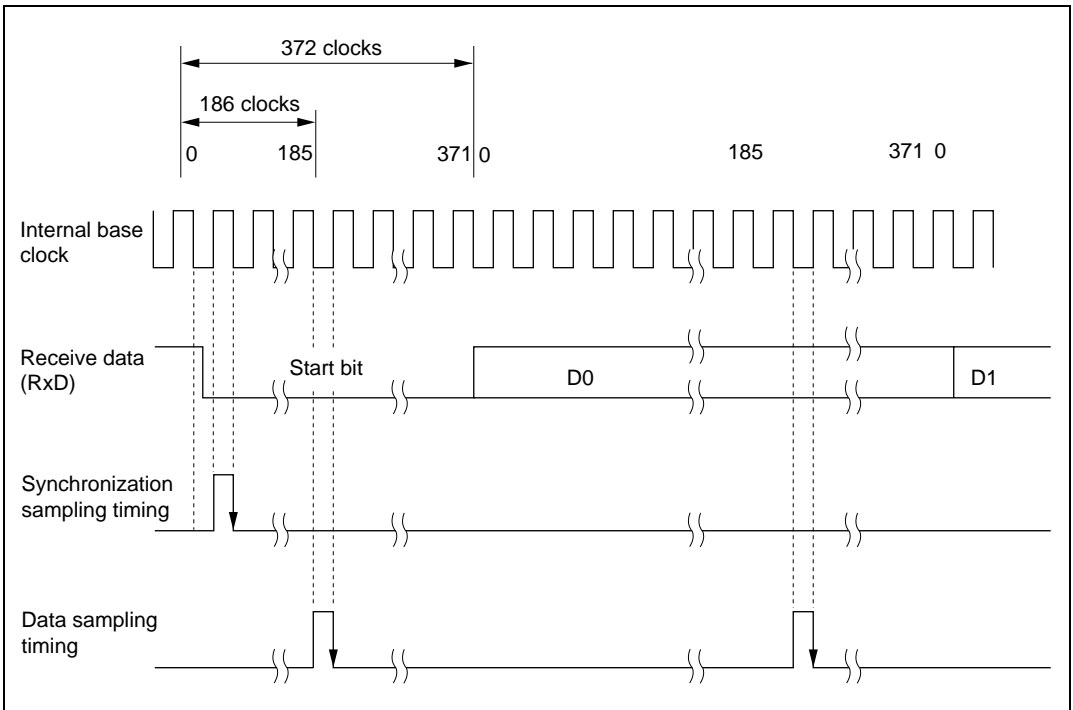 372 clocks
186 clocks
0 185 371 0 185 371 0
Internal base
clock
Receive data
(RxD)
Start bit
D0
D1
Synchronization
sampling timing
Data sampling
timing